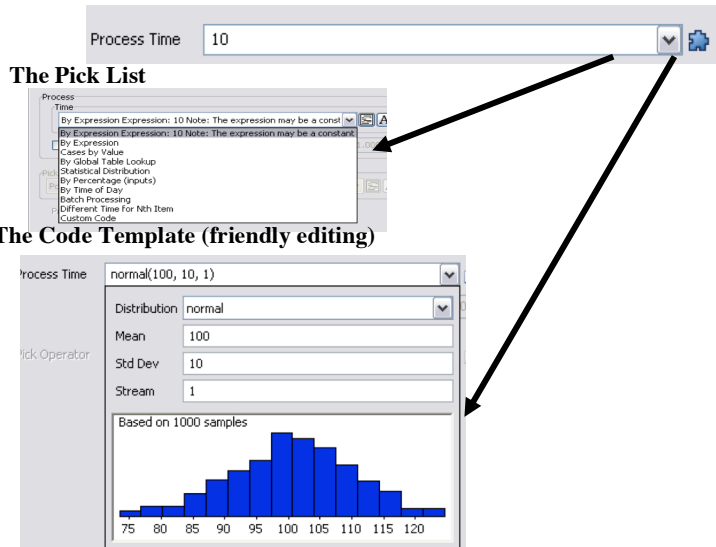 Process Time 10
The Pick List
Process
Time
By Expression Expression: 10 Note: The expression may be a const
By Expression Expression: 10 Note: The expression may be a constant
By Expression
Cases by Value
By Global Table Lookup
Statistical Distribution
By Percentage (inputs)
By Time of Day
Batch Processing
Different Time for Nth Item
Custom Code
The Code Template (friendly editing)
Process Time normal(100, 10, 1)
Distribution normal
Mean 100
Pick Operator
Std Dev 10
Stream 1
Based on 1000 samples
75 80 85 90 95 100 105 110 115 120